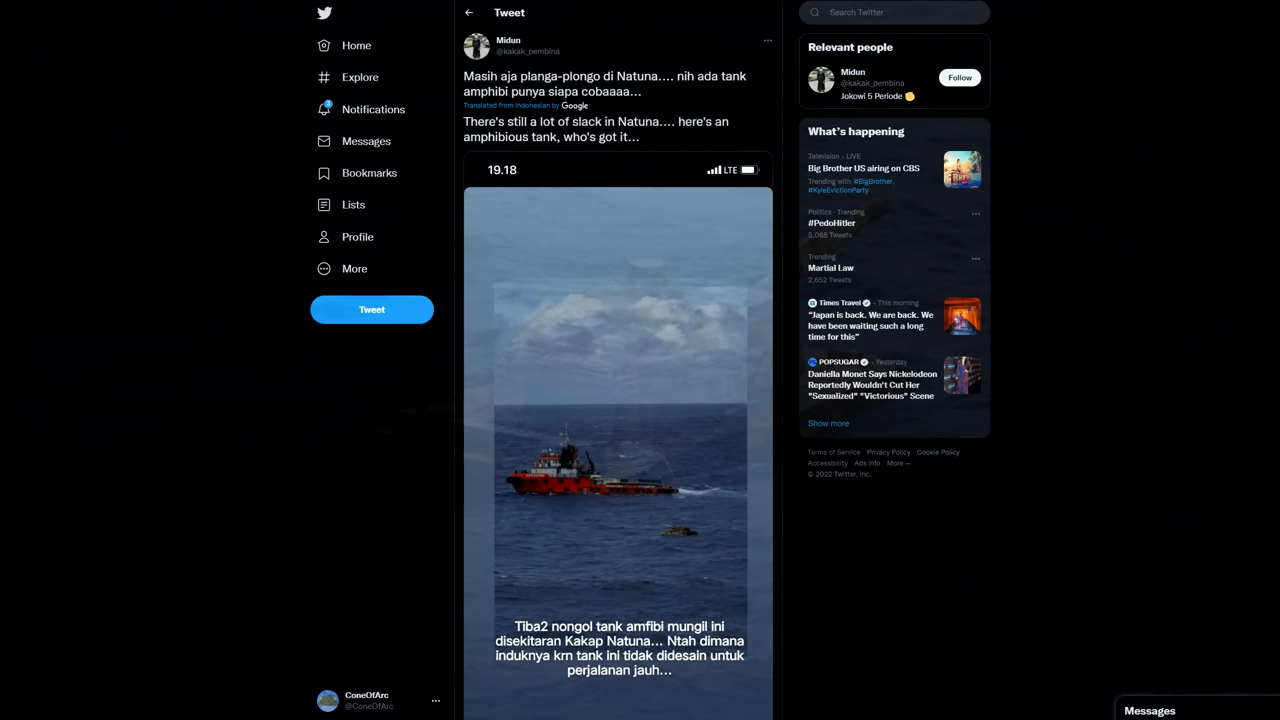 Tweet
Search Twitter
Home
Explore
Notifications
Messages
Bookmarks
Lists
Profile
More
Tweet
ConeOfArc
@ConeOfArc
Midun
@kakak_pembina
Masih aja planga-plongo di Natuna.... nih ada tank
amphibi punya siapa cobaaaa...
Translated from Indonesian by Google
There's still a lot of slack in Natuna.... here's an
amphibious tank, who's got it...
19.18
LTE
Tiba2 nongol tank amfibi mungil ini
disekitaran Kakap Natuna... Ntah dimana
induknya krn tank ini tidak didesain untuk
perjalanan jauh...
Relevant people
Midun
@kakak_pembina
Follow
Jokowi 5 Periode
What's happening
Television · LIVE
Big Brother US airing on CBS
Trending with #BigBrother,
#KyleEvictionParty
Politics · Trending
#PedoHitler
5,065 Tweets
Trending
Martial Law
2,652 Tweets
Times Travel · This morning
“Japan is back. We are back. We
have been waiting such a long
time for this”
POPSUGAR · Yesterday
Daniella Monet Says Nickelodeon
Reportedly Wouldn't Cut Her
"Sexualized" "Victorious" Scene
Show more
Terms of Service Privacy Policy Cookie Policy
Accessibility Ads info More
© 2022 Twitter, Inc.
Messages